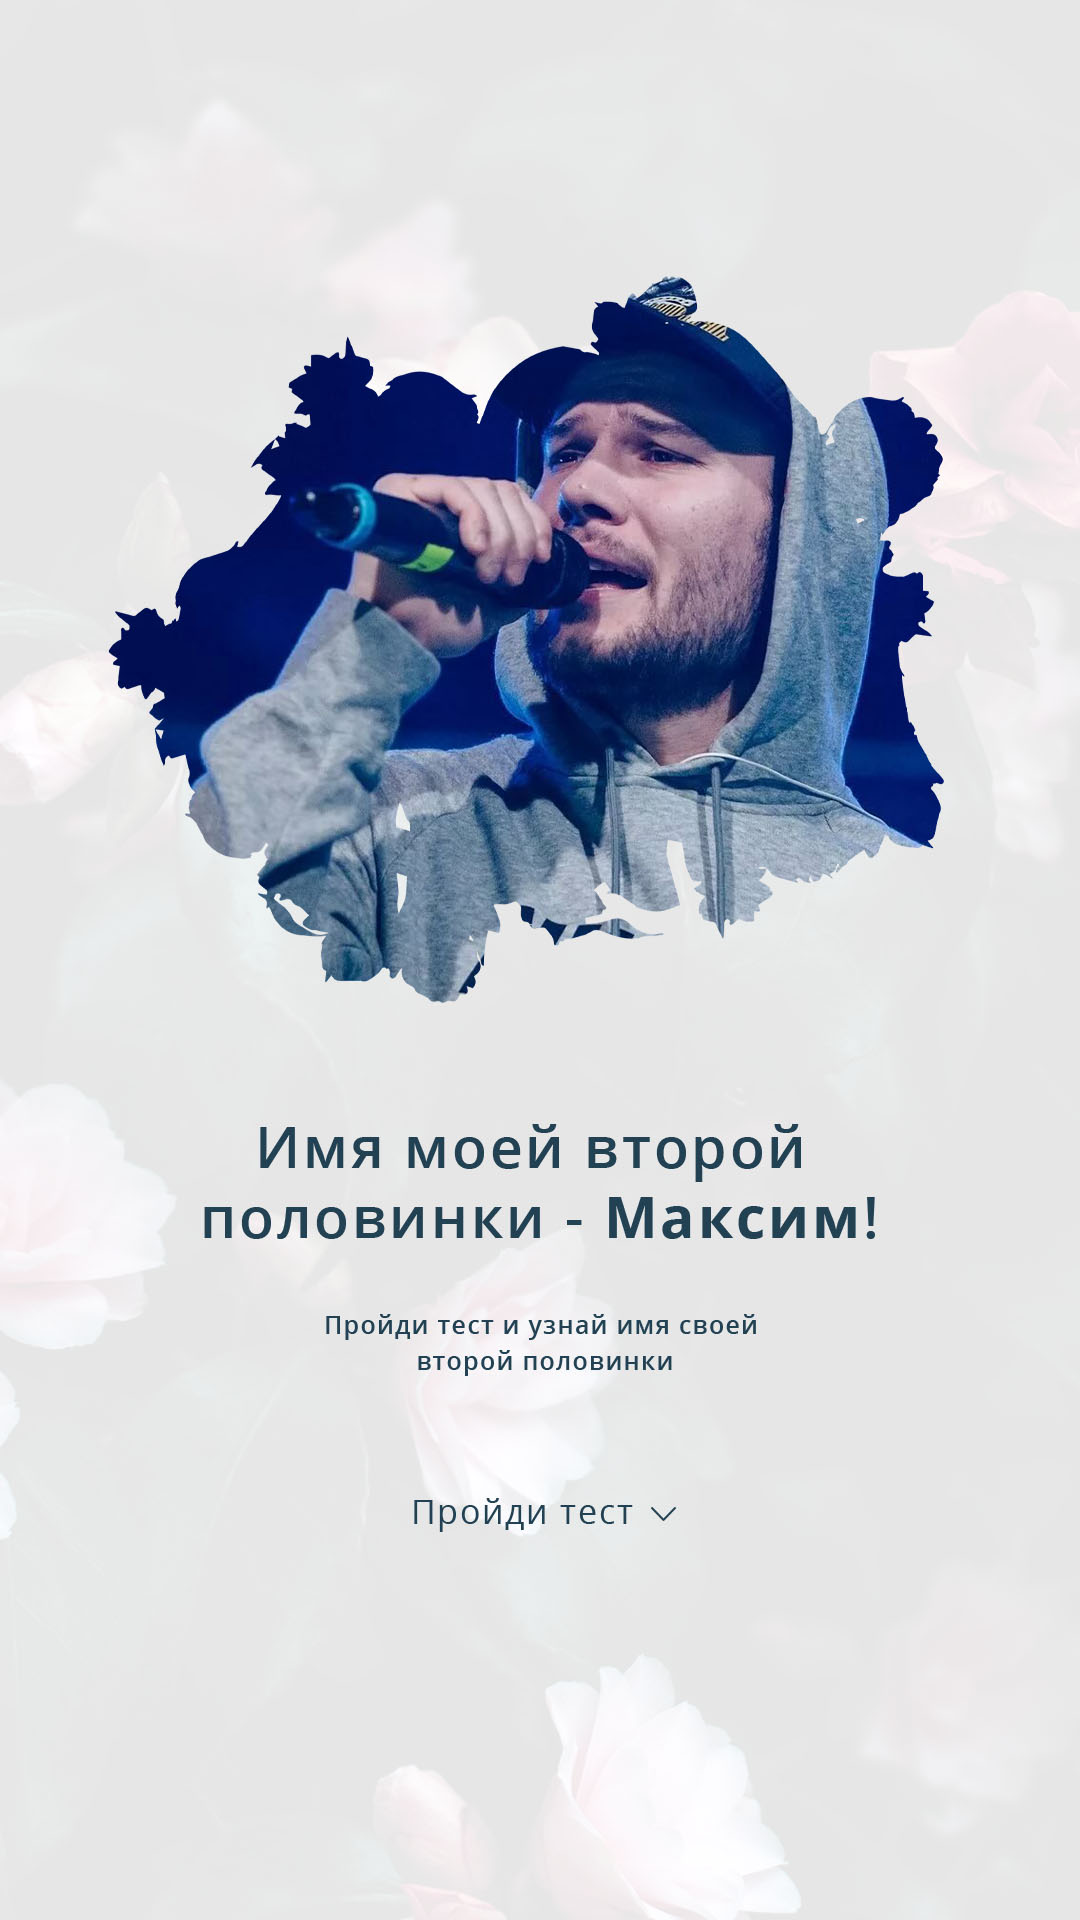 Имя моей второй
половинки - Максим!
Пройди тест и узнай имя своей
второй половинки
Пройди тест